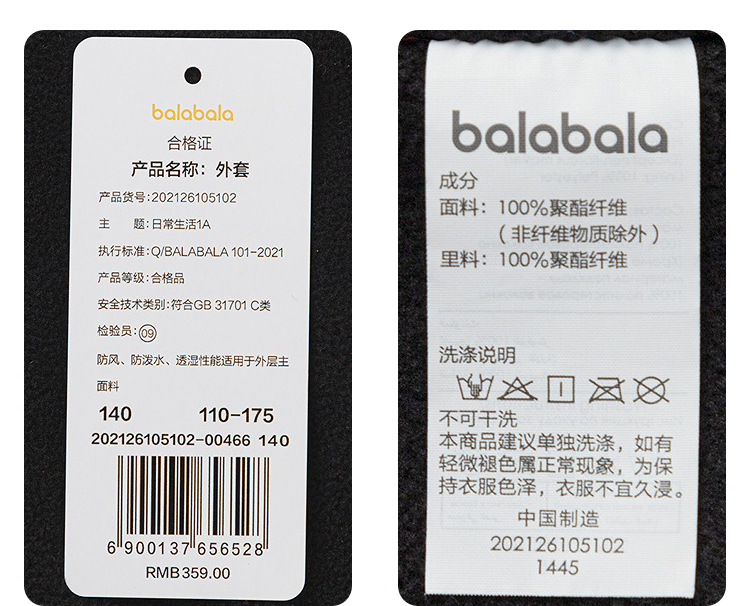 balabala
合格证
产品名称：外套
产品货号:202126105102
主 题:日常生活1A
执行标准:Q/BALABALA 101-2021
产品等级:合格品
安全技术类别:符合GB 31701 C类
检验员:09
防风、防泼水、透湿性能适用于外层主
面料
140 110-175
202126105102-00466 140
6 900137 656528
RMB359.00
balabala
成分
面料：100%聚酯纤维
（非纤维物质除外）
里料：100%聚酯纤维
洗涤说明
不可干洗
本商品建议单独洗涤，如有
轻微褪色属正常现象，为保
持衣服色泽，衣服不宜久浸。
中国制造
202126105102
1445